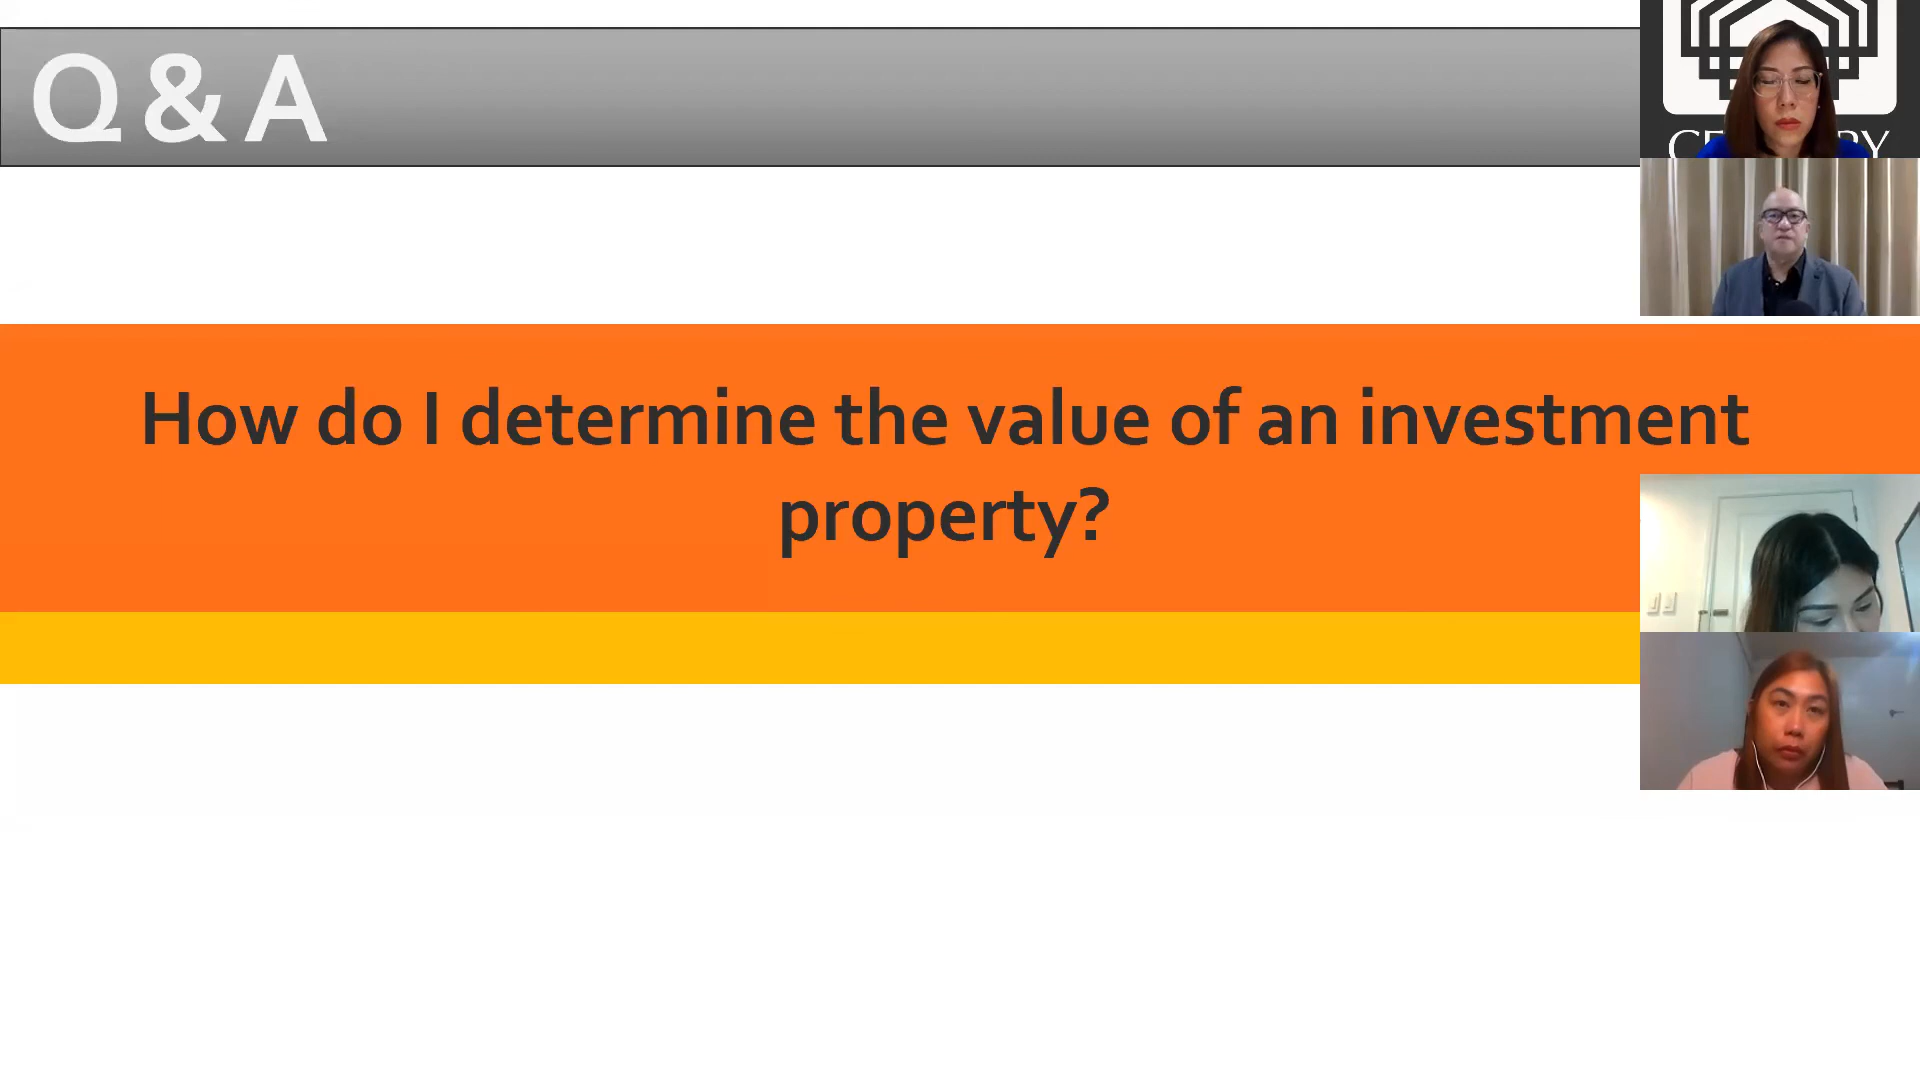 Q & A
How do I determine the value of an investment
property?